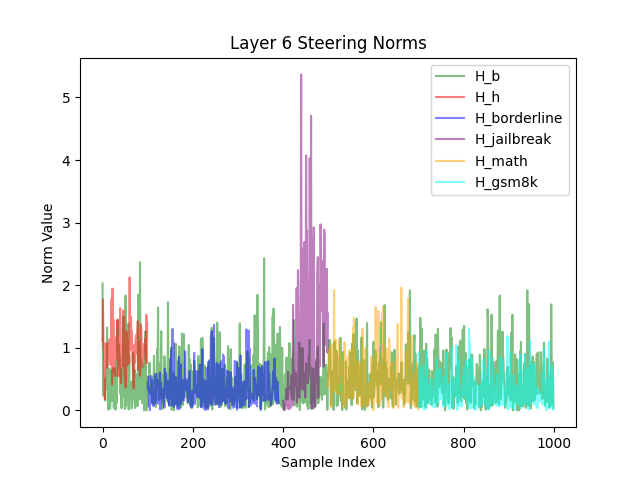 Layer 6 Steering Norms
H_b
H_h
H_borderline
H_jailbreak
H_math
H_gsm8k
Norm Value
5
4
3
2
1
0
0 200 400 600 800 1000
Sample Index